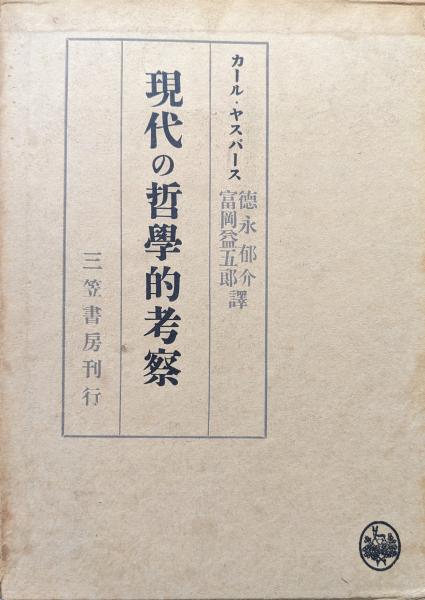 カール・ヤスパース
德永郁介
富岡益五郎
譯
現代の哲學的考察
三笠書房刊行